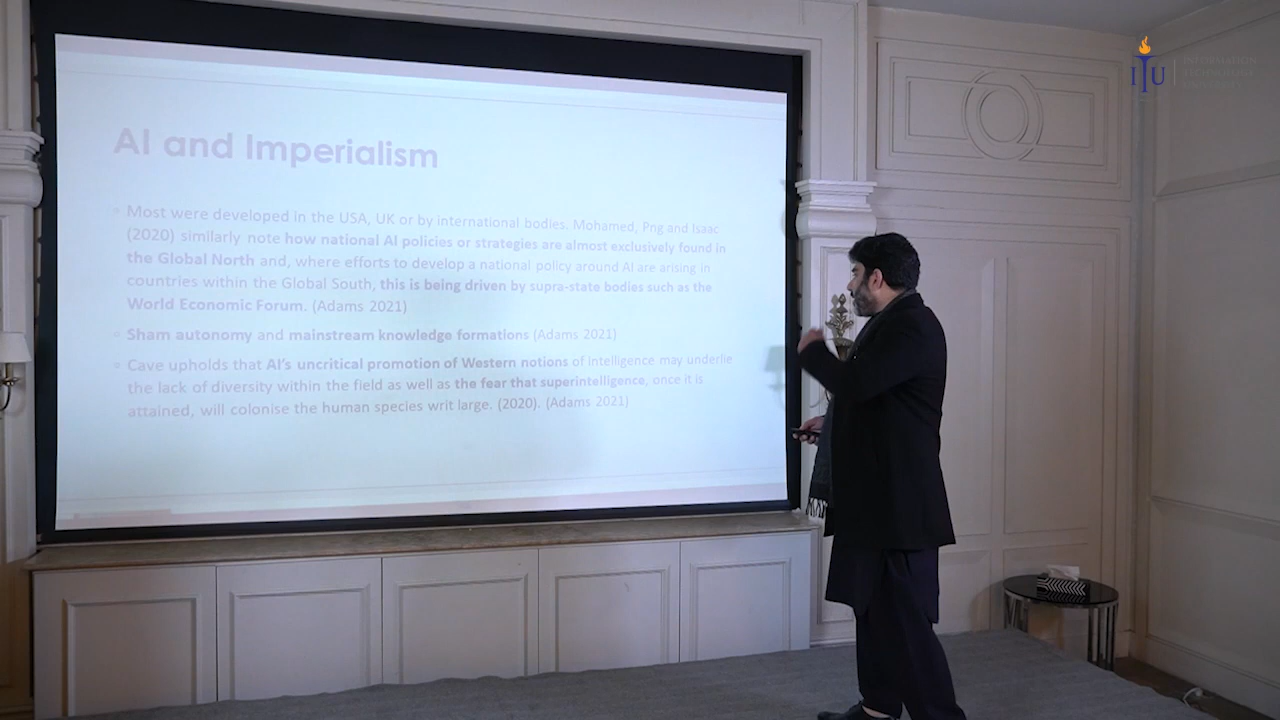 AI and Imperialism
Most were developed in the USA, UK or by international bodies. Mohamed, Png and Isaac
(2020) similarly note how national AI policies or strategies are almost exclusively found in
the Global North and, where efforts to develop a national policy around AI are arising in
countries within the Global South, this is being driven by supra-state bodies such as the
World Economic Forum. (Adams 2021)
Sham autonomy and mainstream knowledge formations (Adams 2021)
Cave upholds that AI's uncritical promotion of Western notions of intelligence may underlie
the lack of diversity within the field as well as the fear that superintelligence, once it is
attained, will colonise the human species writ large. (2020). (Adams 2021)
ITU
INFORMATION
TECHNOLOGY
UNIVERSITY